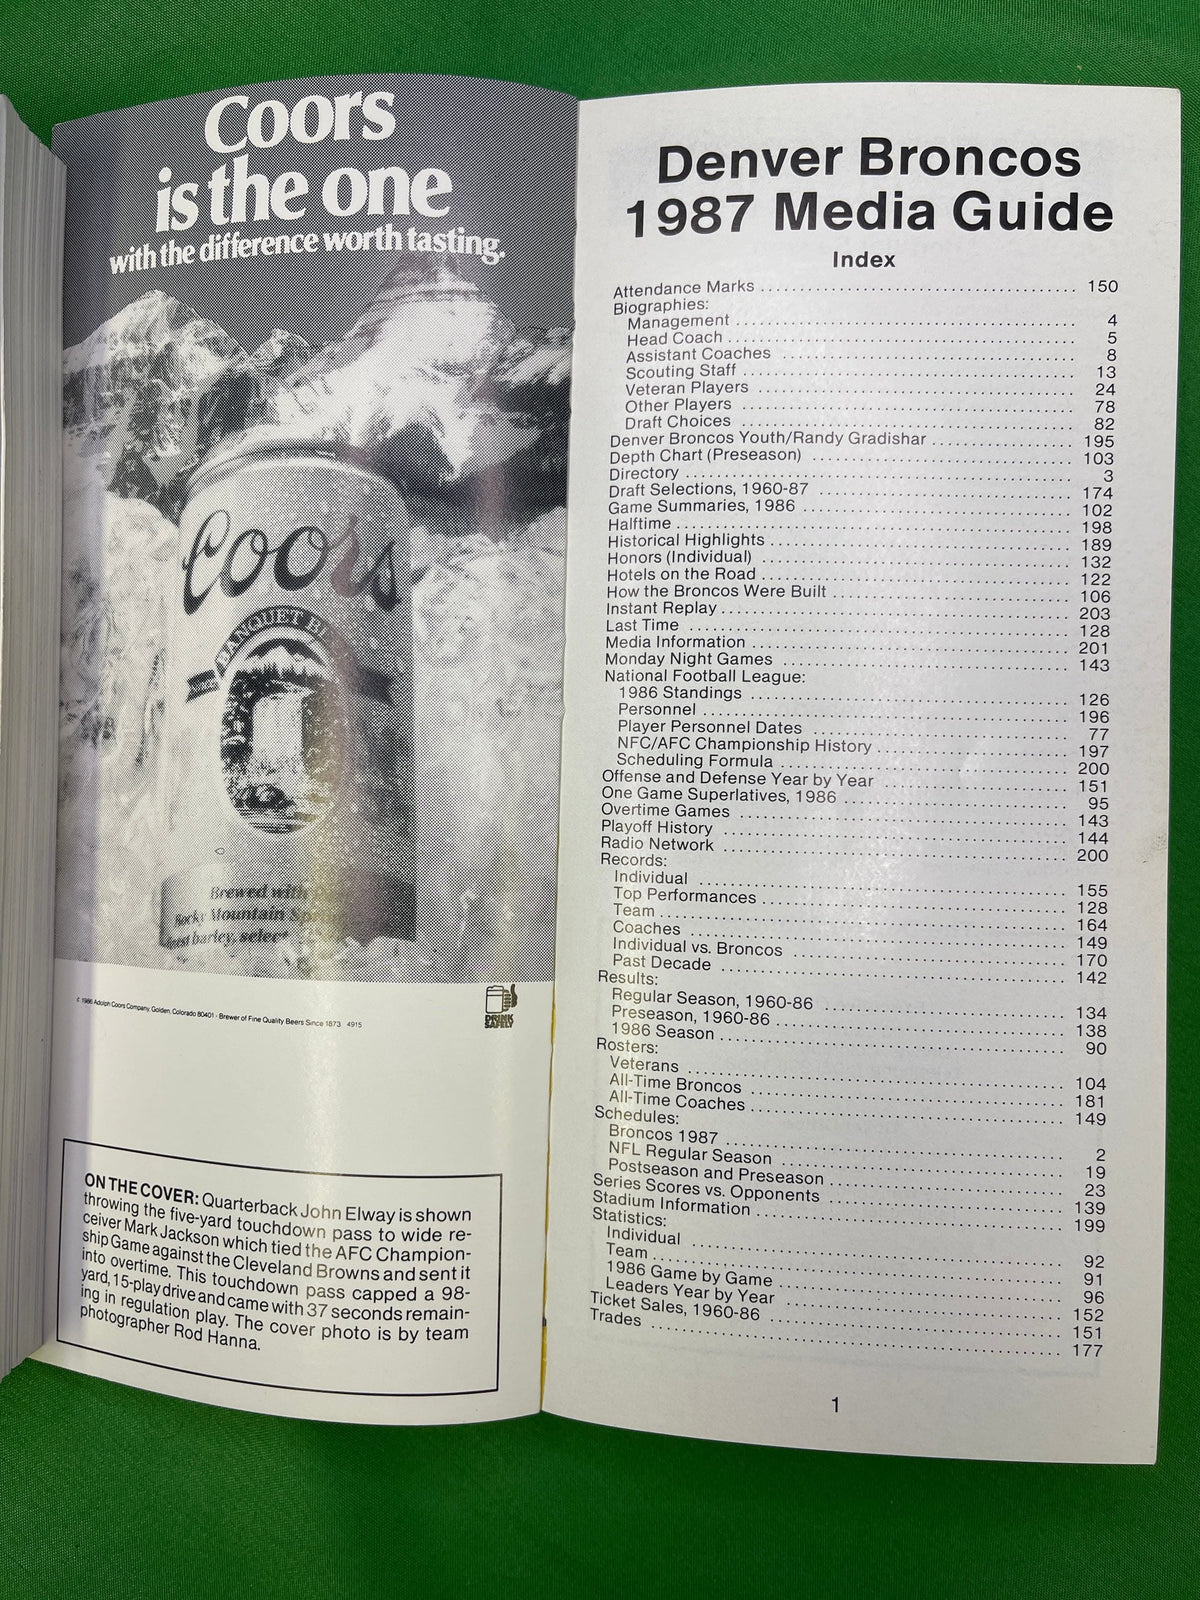 Coors
is the one
with the difference worth tasting.
Coors
BANQUET
Brewed with
Rocky Mountain
barley, select
© 1986 Adolph Coors Company, Golden, Colorado 80401 · Brewer of Fine Quality Beers Since 1873 4915
DRINK
SAFELY
ON THE COVER: Quarterback John Elway is shown
throwing the five-yard touchdown pass to wide re-
ceiver Mark Jackson which tied the AFC Champion-
ship Game against the Cleveland Browns and sent it
into overtime. This touchdown pass capped a 98-
yard, 15-play drive and came with 37 seconds remain-
ing in regulation play. The cover photo is by team
photographer Rod Hanna.
Denver Broncos
1987 Media Guide
Index
Attendance Marks 150
Biographies:
Management 4
Head Coach 5
Assistant Coaches 8
Scouting Staff 13
Veteran Players 24
Other Players 78
Draft Choices 82
Denver Broncos Youth/Randy Gradishar 195
Depth Chart (Preseason) 103
Directory 3
Draft Selections, 1960-87 174
Game Summaries, 1986 102
Halftime 198
Historical Highlights 189
Honors (Individual) 132
Hotels on the Road 122
How the Broncos Were Built 106
Instant Replay 203
Last Time 128
Media Information 201
Monday Night Games 143
National Football League:
1986 Standings 126
Personnel 196
Player Personnel Dates 77
NFC/AFC Championship History 197
Scheduling Formula 200
Offense and Defense Year by Year 151
One Game Superlatives, 1986 95
Overtime Games 143
Playoff History 144
Radio Network 200
Records:
Individual 155
Top Performances 128
Team 164
Coaches 149
Individual vs. Broncos 170
Past Decade 142
Results:
Regular Season, 1960-86 134
Preseason, 1960-86 138
1986 Season 90
Rosters:
Veterans 104
All-Time Broncos 181
All-Time Coaches 149
Schedules:
Broncos 1987 2
NFL Regular Season 19
Postseason and Preseason 23
Series Scores vs. Opponents 139
Stadium Information 199
Statistics:
Individual 92
Team 91
1986 Game by Game 96
Leaders Year by Year 152
Ticket Sales, 1960-86 151
Trades 177
1